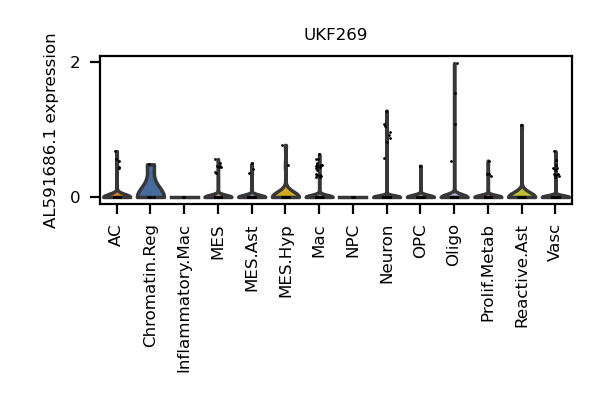 UKF269
AL591686.1 expression
2
0
AC
Chromatin.Reg
Inflammatory.Mac
MES
MES.Ast
MES.Hyp
Mac
NPC
Neuron
OPC
Oligo
Prolif.Metab
Reactive.Ast
Vasc